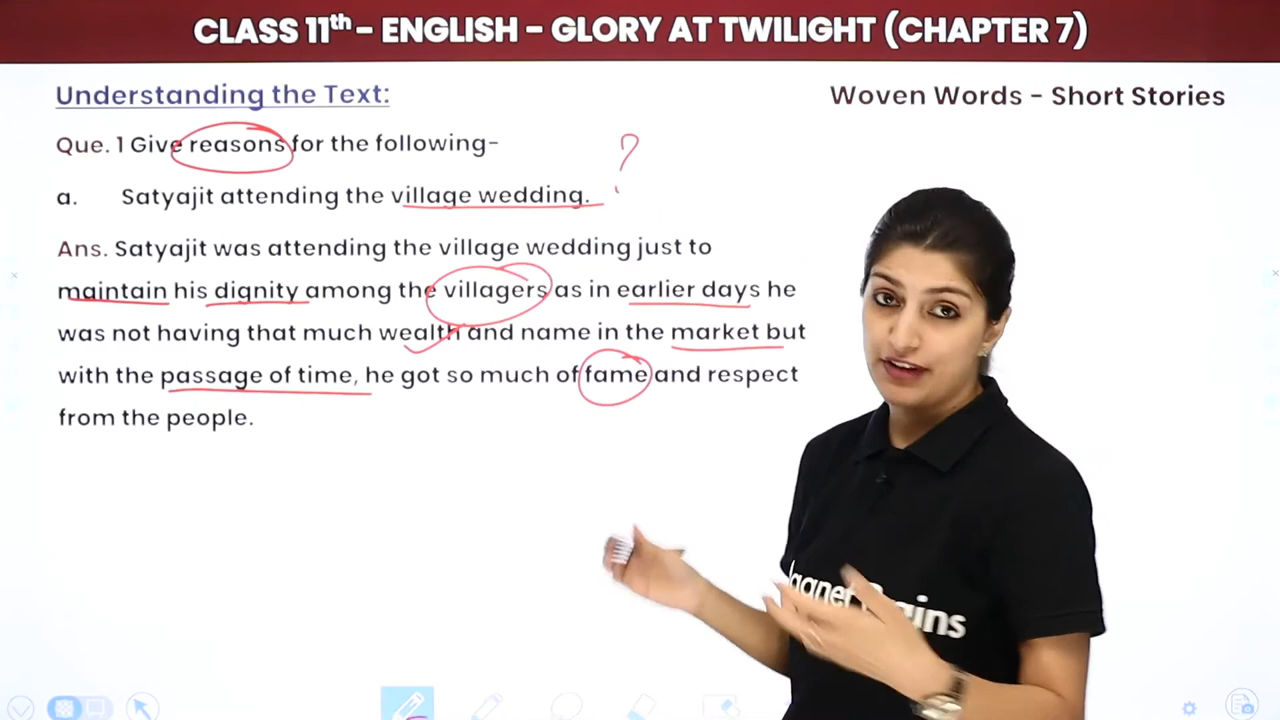 CLASS 11th - ENGLISH - GLORY AT TWILIGHT (CHAPTER 7)
Understanding the Text:
Woven Words - Short Stories
Que. 1 Give reasons for the following-
?
a. Satyajit attending the village wedding.
Ans. Satyajit was attending the village wedding just to
maintain his dignity among the villagers as in earlier days he
was not having that much wealth and name in the market but
with the passage of time, he got so much of fame and respect
from the people.